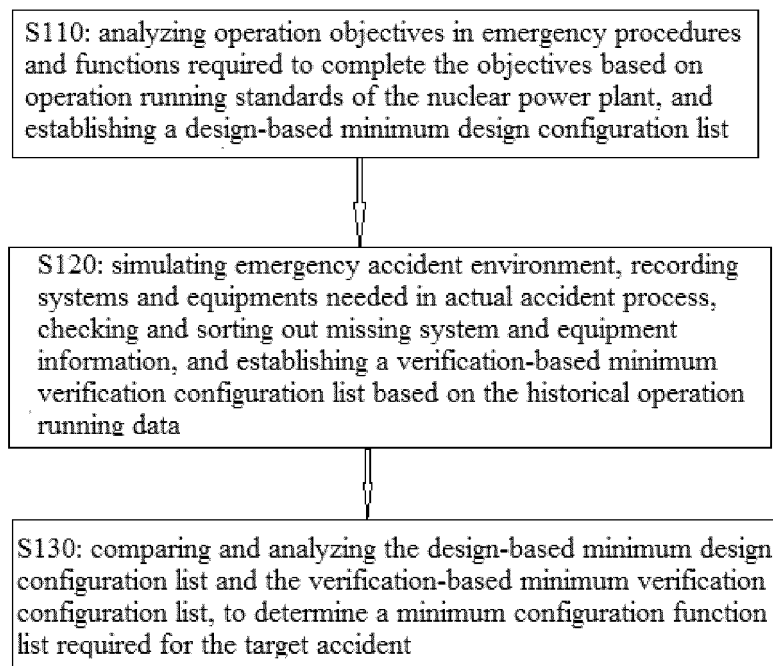 S110: analyzing operation objectives in emergency procedures
and functions required to complete the objectives based on
operation running standards of the nuclear power plant, and
establishing a design-based minimum design configuration list
S120: simulating emergency accident environment, recording
systems and equipments needed in actual accident process,
checking and sorting out missing system and equipment
information, and establishing a verification-based minimum
verification configuration list based on the historical operation
running data
S130: comparing and analyzing the design-based minimum design
configuration list and the verification-based minimum verification
configuration list, to determine a minimum configuration function
list required for the target accident